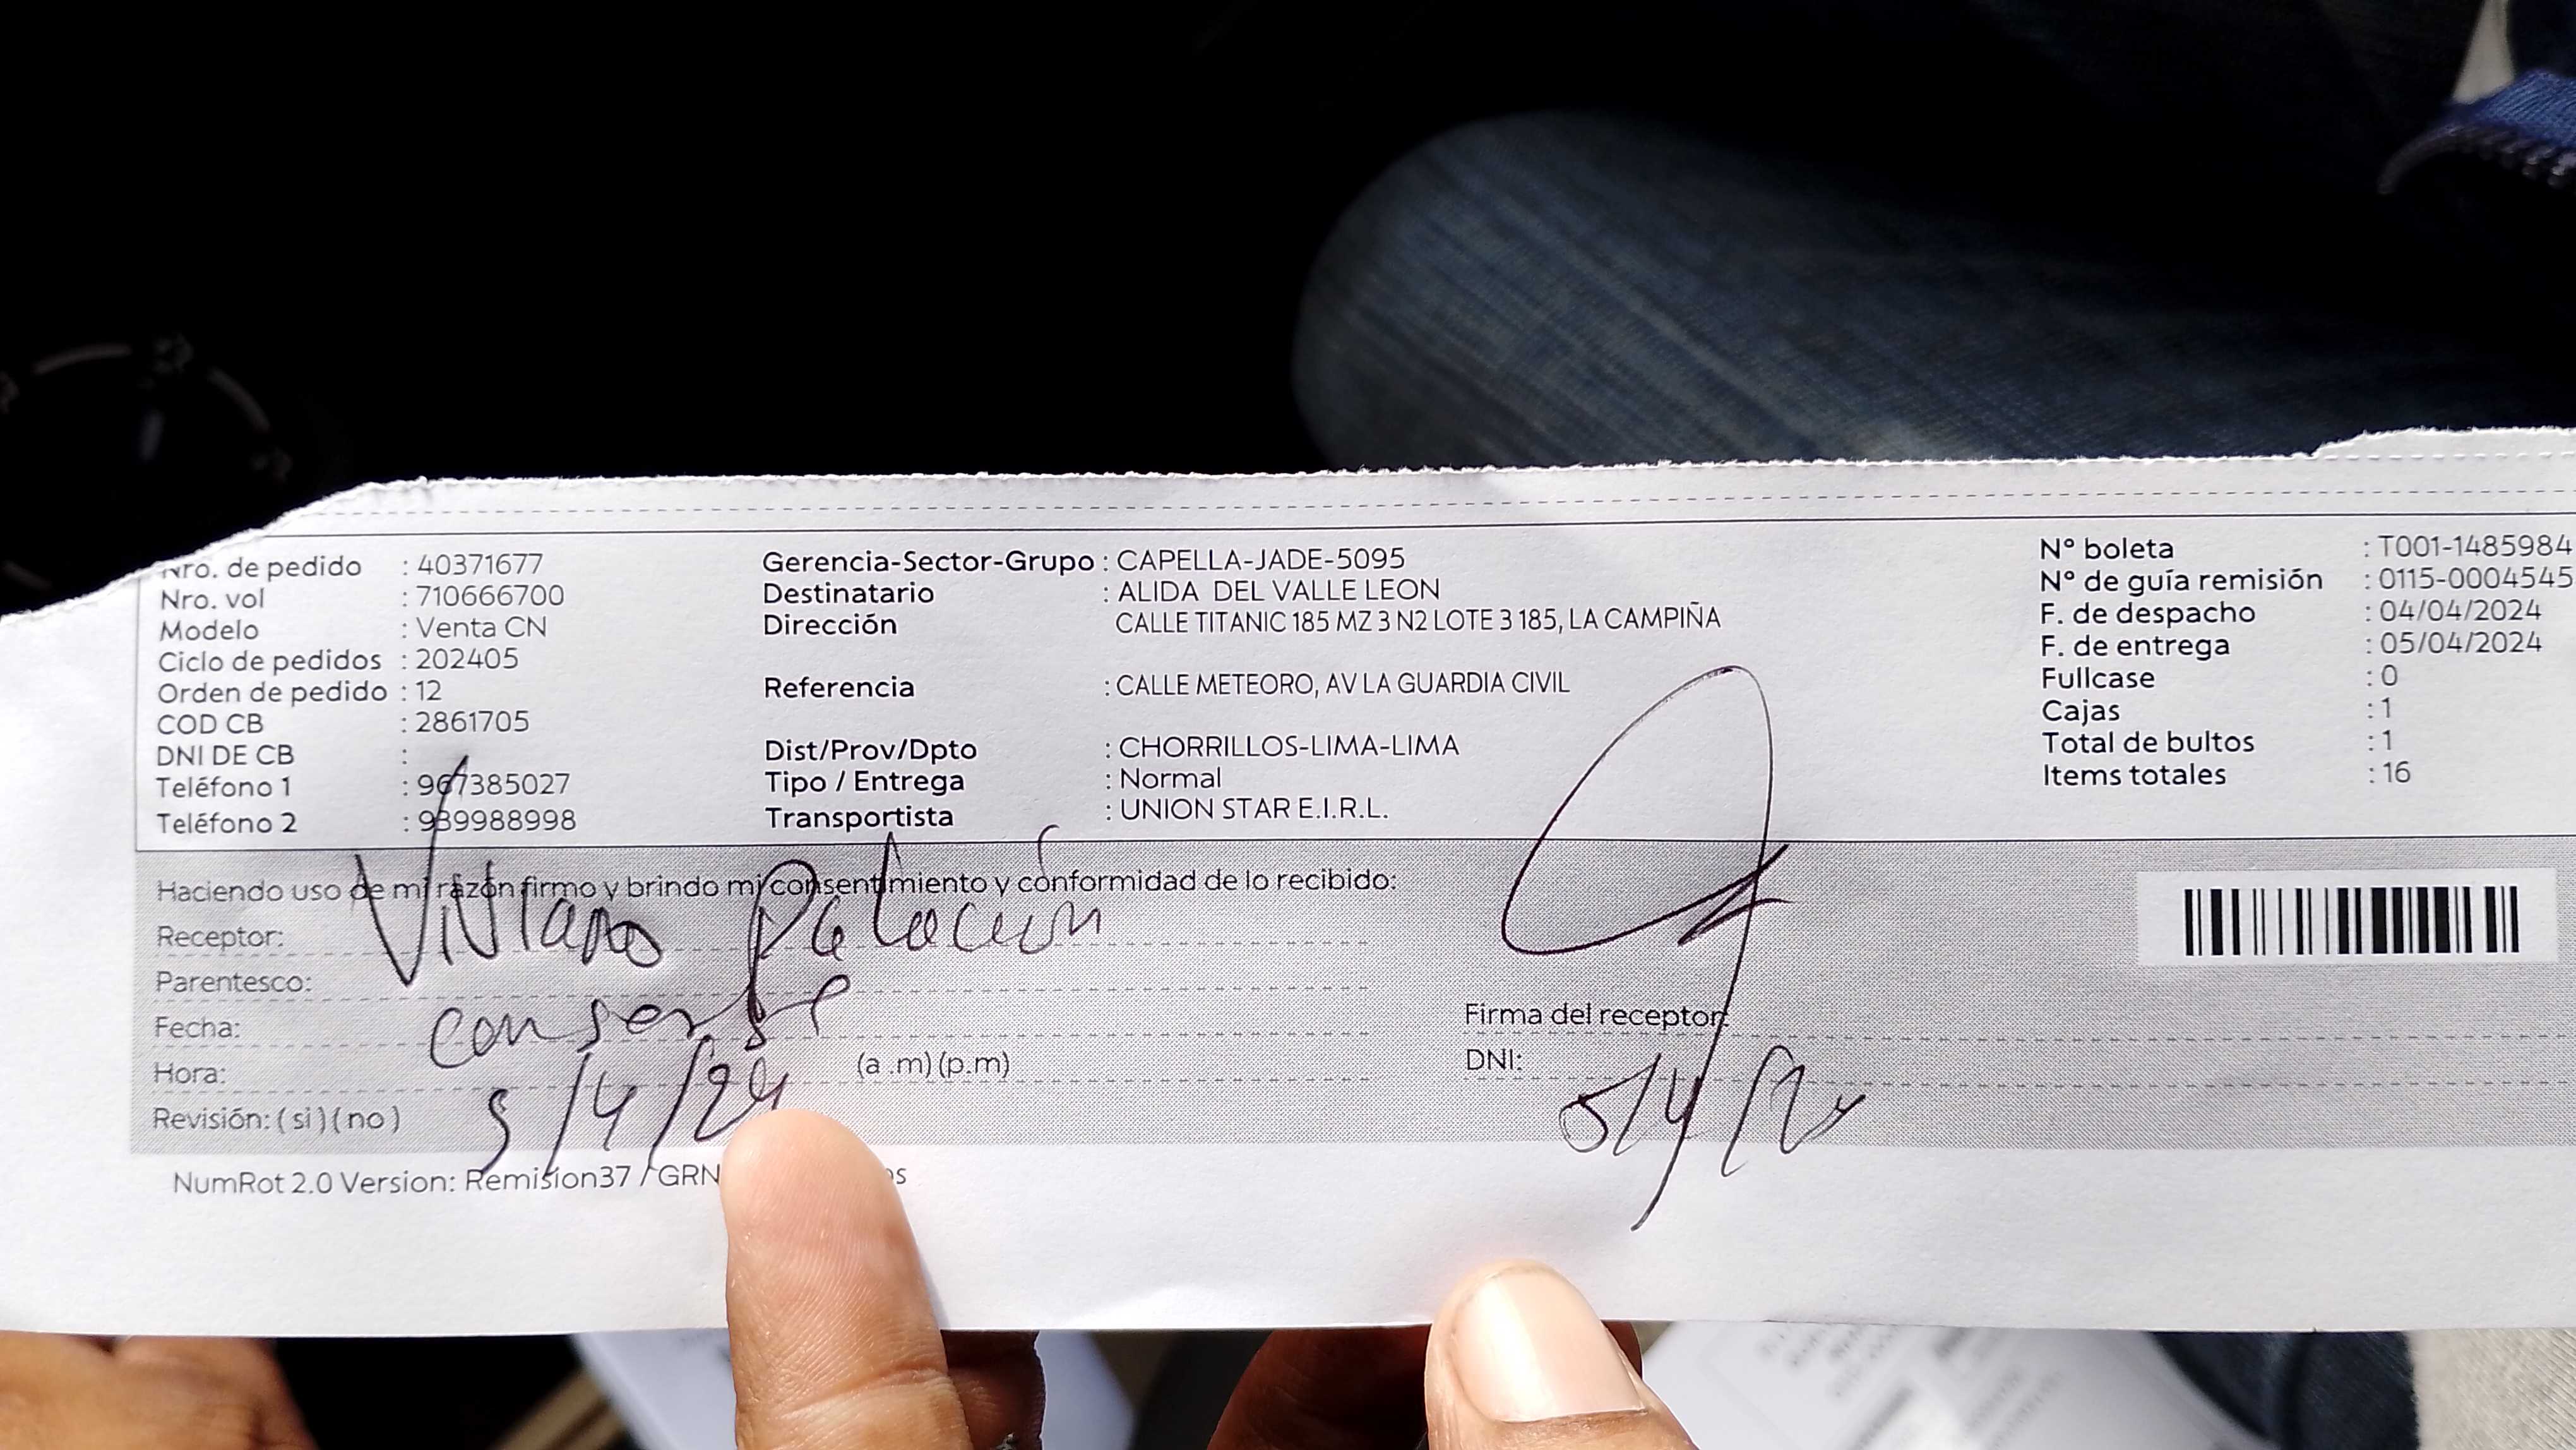 Nro. de pedido : 40371677
Nro. vol : 710666700
Modelo : Venta CN
Ciclo de pedidos : 202405
Orden de pedido : 12
COD CB : 2861705
DNI DE CB :
Teléfono 1 : 967385027
Teléfono 2 : 939988998
Gerencia-Sector-Grupo : CAPELLA-JADE-5095
Destinatario : ALIDA DEL VALLE LEON
Dirección CALLE TITANIC 185 MZ 3 N2 LOTE 3 185, LA CAMPIÑA
Referencia : CALLE METEORO, AV LA GUARDIA CIVIL
Dist/Prov/Dpto : CHORRILLOS-LIMA-LIMA
Tipo / Entrega : Normal
Transportista : UNION STAR E.I.R.L.
Nº boleta : T001-1485984
Nº de guía remisión : 0115-0004545
F. de despacho : 04/04/2024
F. de entrega : 05/04/2024
Fullcase : 0
Cajas : 1
Total de bultos : 1
Items totales : 16
Haciendo uso de mi razón firmo y brindo mi consentimiento y conformidad de lo recibido:
Receptor:
Parentesco:
Fecha:
Hora: (a .m) (p.m)
5/4/24
Revisión: ( si ) ( no )
Firma del receptor:
DNI:
5/4/24
NumRot 2.0 Version: Remision37 / GRN